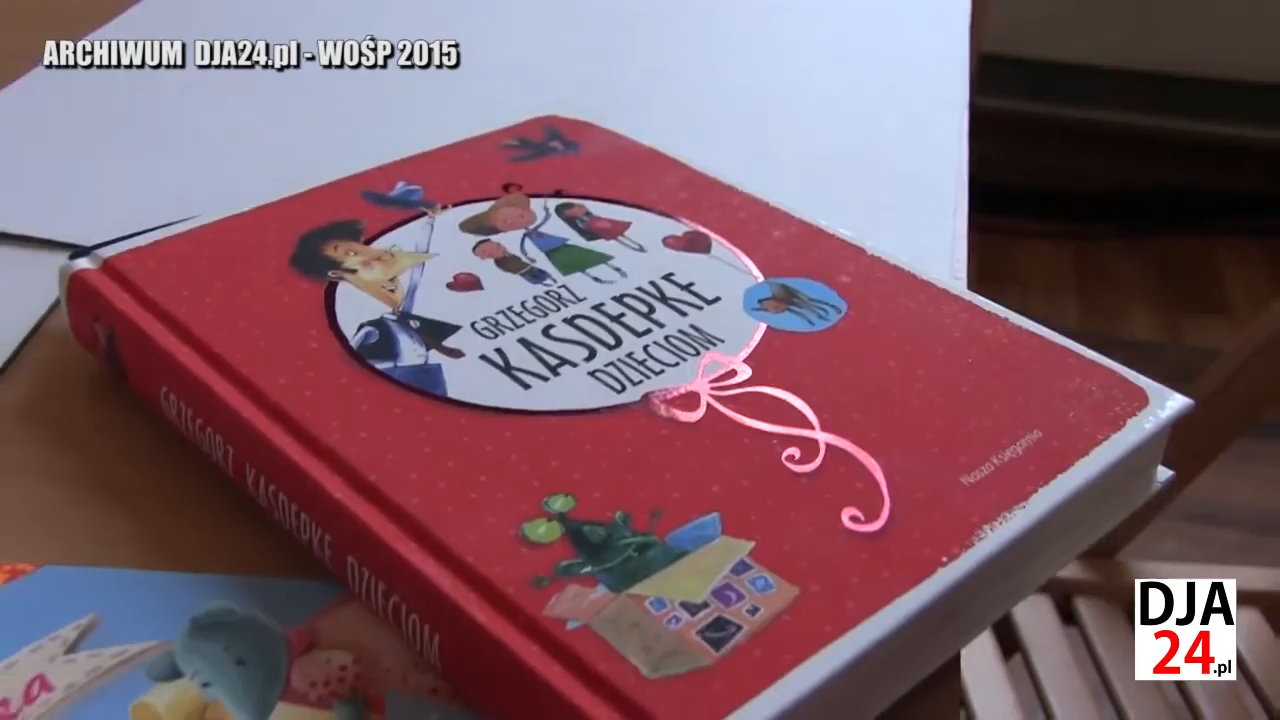 ARCHIWUM DJA24.pl - WOŚP 2015
GRZEGORZ
KASDEPKE
DZIECIOM
Nasza Księgarnia
GRZEGORZ KASDEPKE DZIECIOM
DJA
24.pl